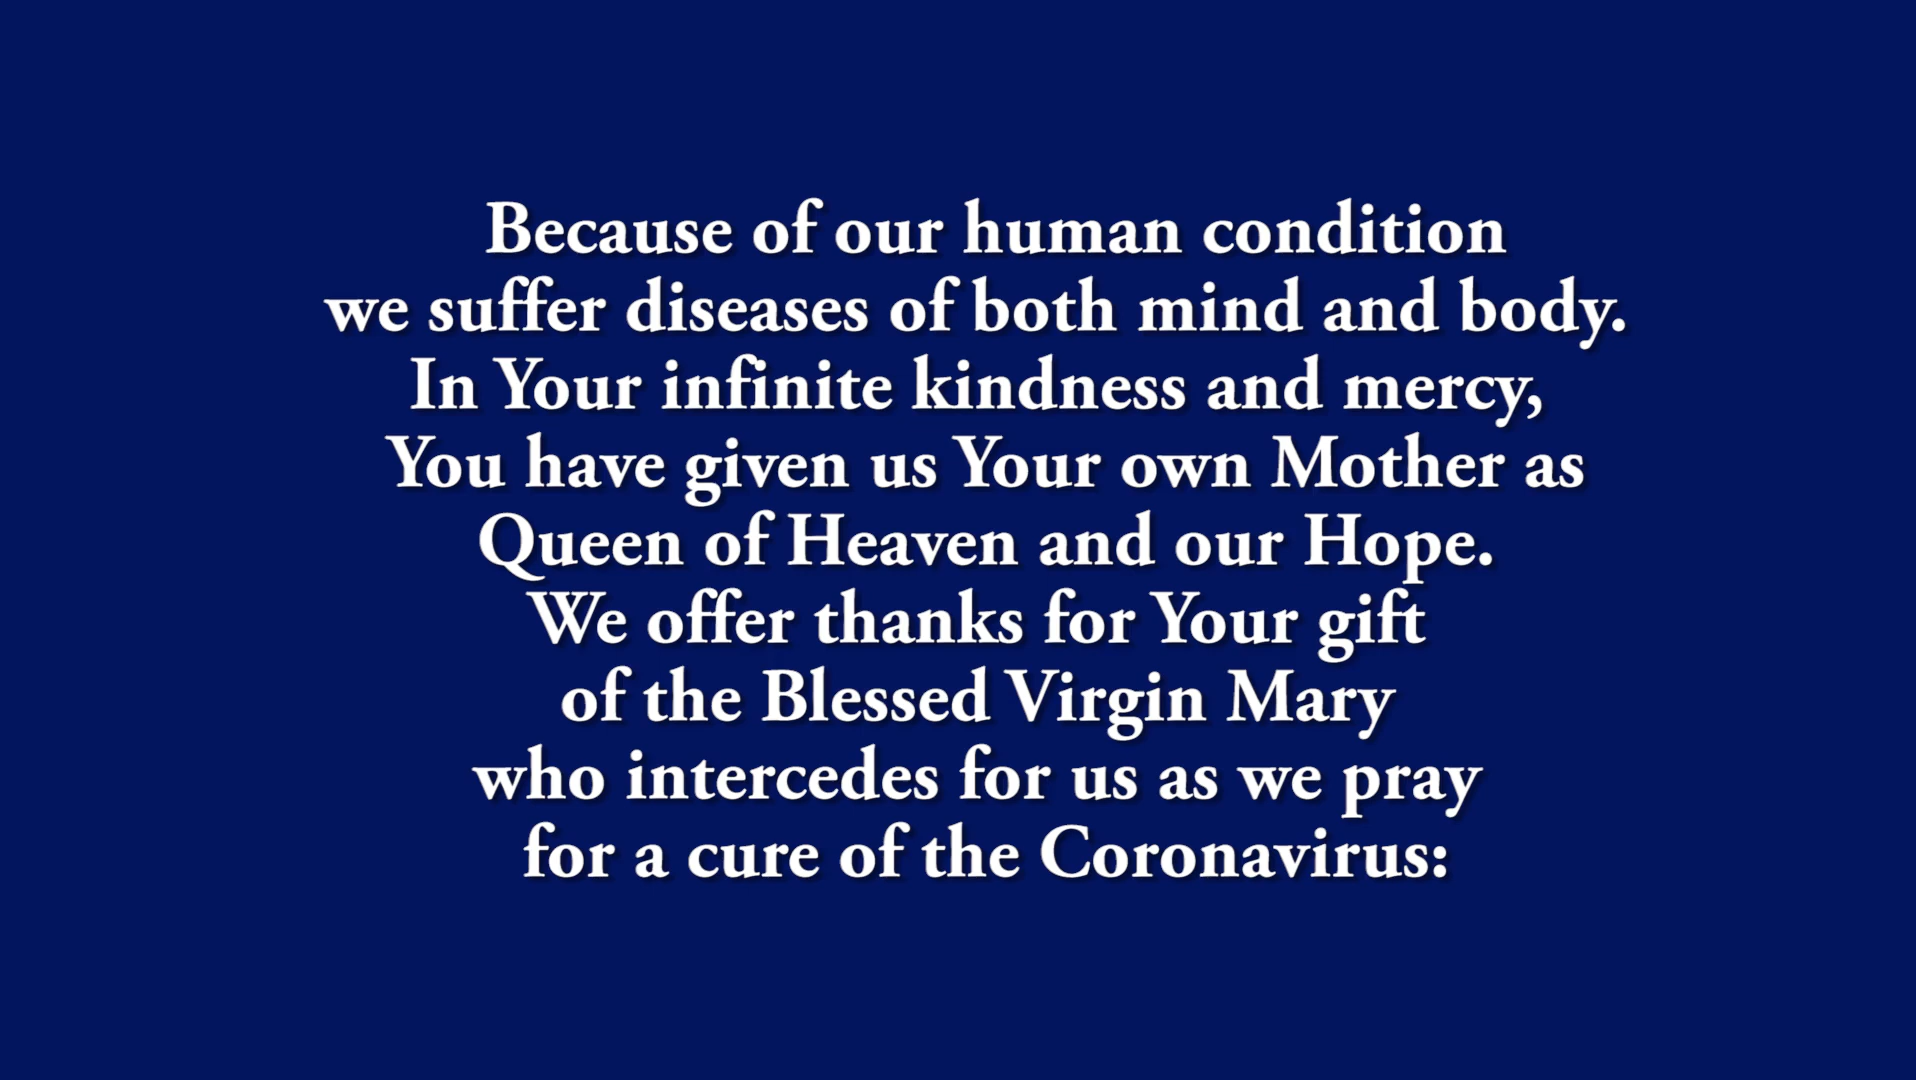 Because of our human condition
we suffer diseases of both mind and body.
In Your infinite kindness and mercy,
You have given us Your own Mother as
Queen of Heaven and our Hope.
We offer thanks for Your gift
of the Blessed Virgin Mary
who intercedes for us as we pray
for a cure of the Coronavirus: